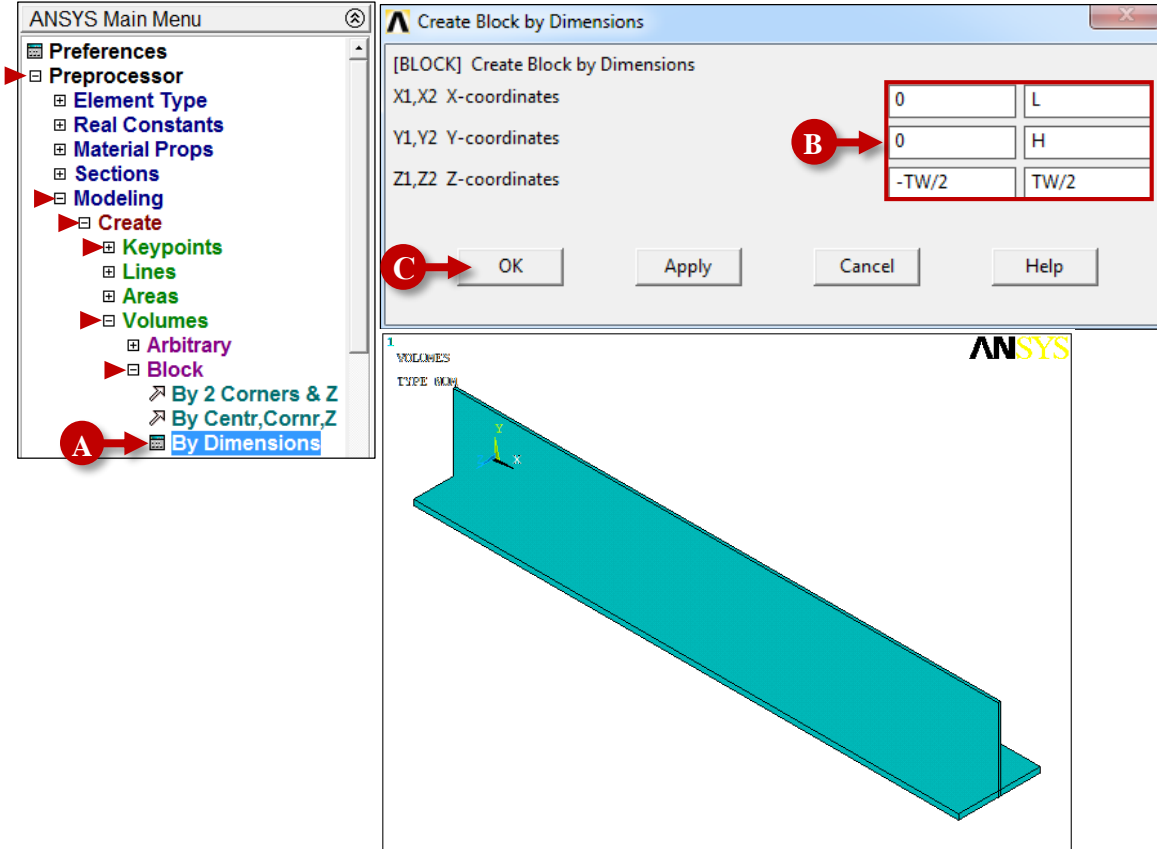 ANSYS Main Menu
Preferences
Preprocessor
Element Type
Real Constants
Material Props
Sections
Modeling
Create
Keypoints
Lines
Areas
Volumes
Arbitrary
Block
By 2 Corners & Z
By Centr,Cornr,Z
A
By Dimensions
Create Block by Dimensions
[BLOCK] Create Block by Dimensions
X1,X2 X-coordinates 0 L
Y1,Y2 Y-coordinates B 0 H
Z1,Z2 Z-coordinates -TW/2 TW/2
C OK Apply Cancel Help
1
VOLUMES
TYPE NUM
ANSYS
Y
X